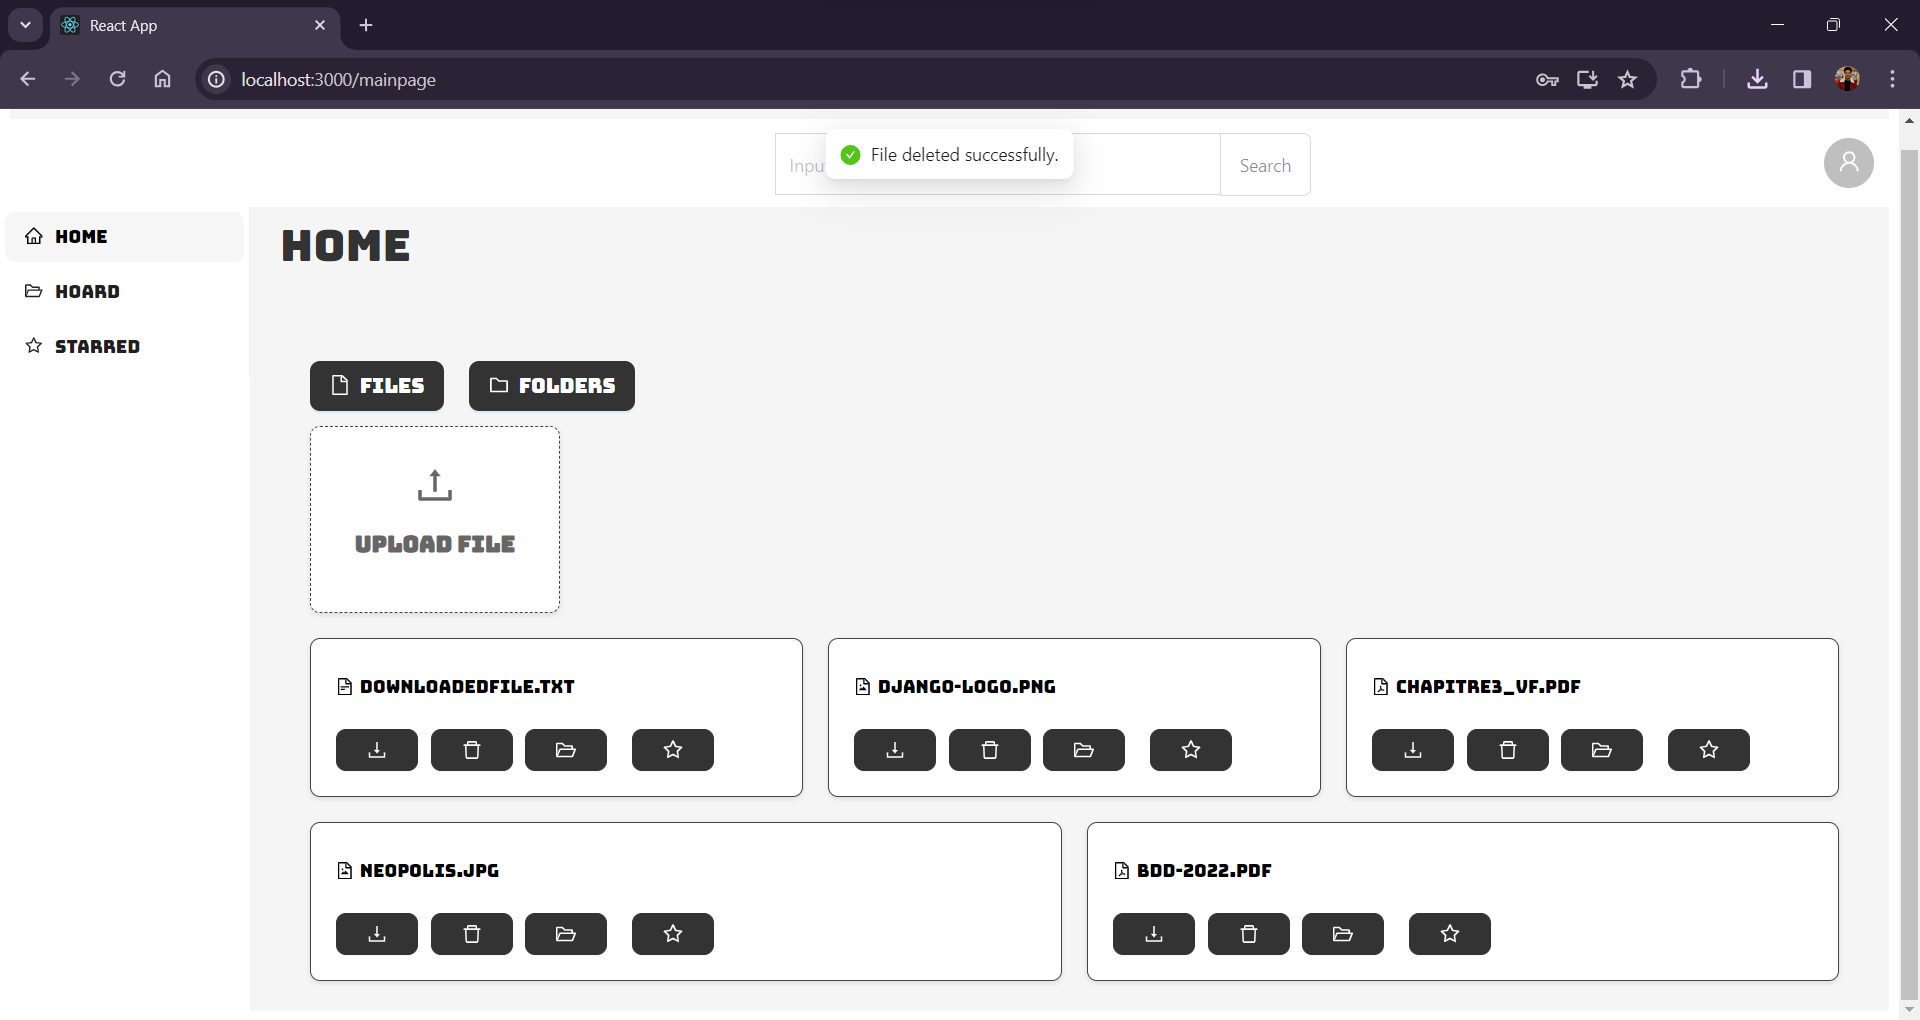 React App
localhost:3000/mainpage
File deleted successfully.
Search
HOME
HOARD
STARRED
HOME
FILES
FOLDERS
UPLOAD FILE
DOWNLOADEDFILE.TXT
DJANGO-LOGO.PNG
CHAPITRE3_VF.PDF
NEOPOLIS.JPG
BDD-2022.PDF